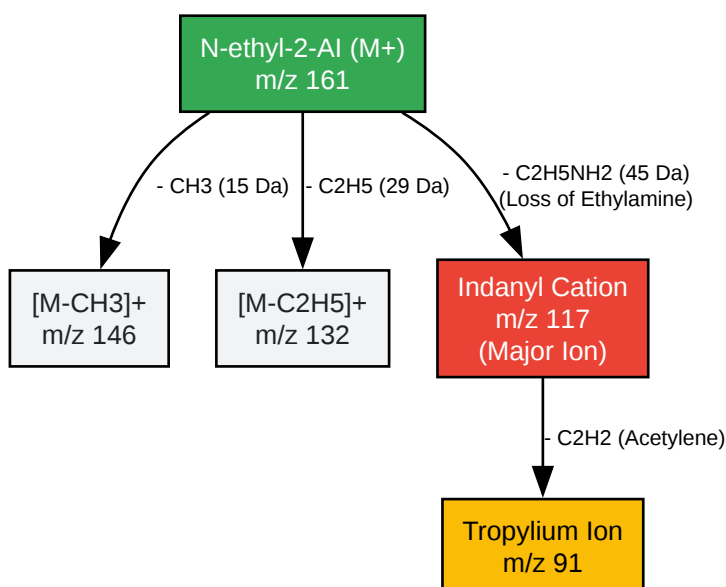 N-ethyl-2-AI (M+)
m/z 161
- CH3 (15 Da)
- C2H5 (29 Da)
- C2H5NH2 (45 Da)
(Loss of Ethylamine)
[M-CH3]+
m/z 146
[M-C2H5]+
m/z 132
Indanyl Cation
m/z 117
(Major Ion)
- C2H2 (Acetylene)
Tropylium Ion
m/z 91